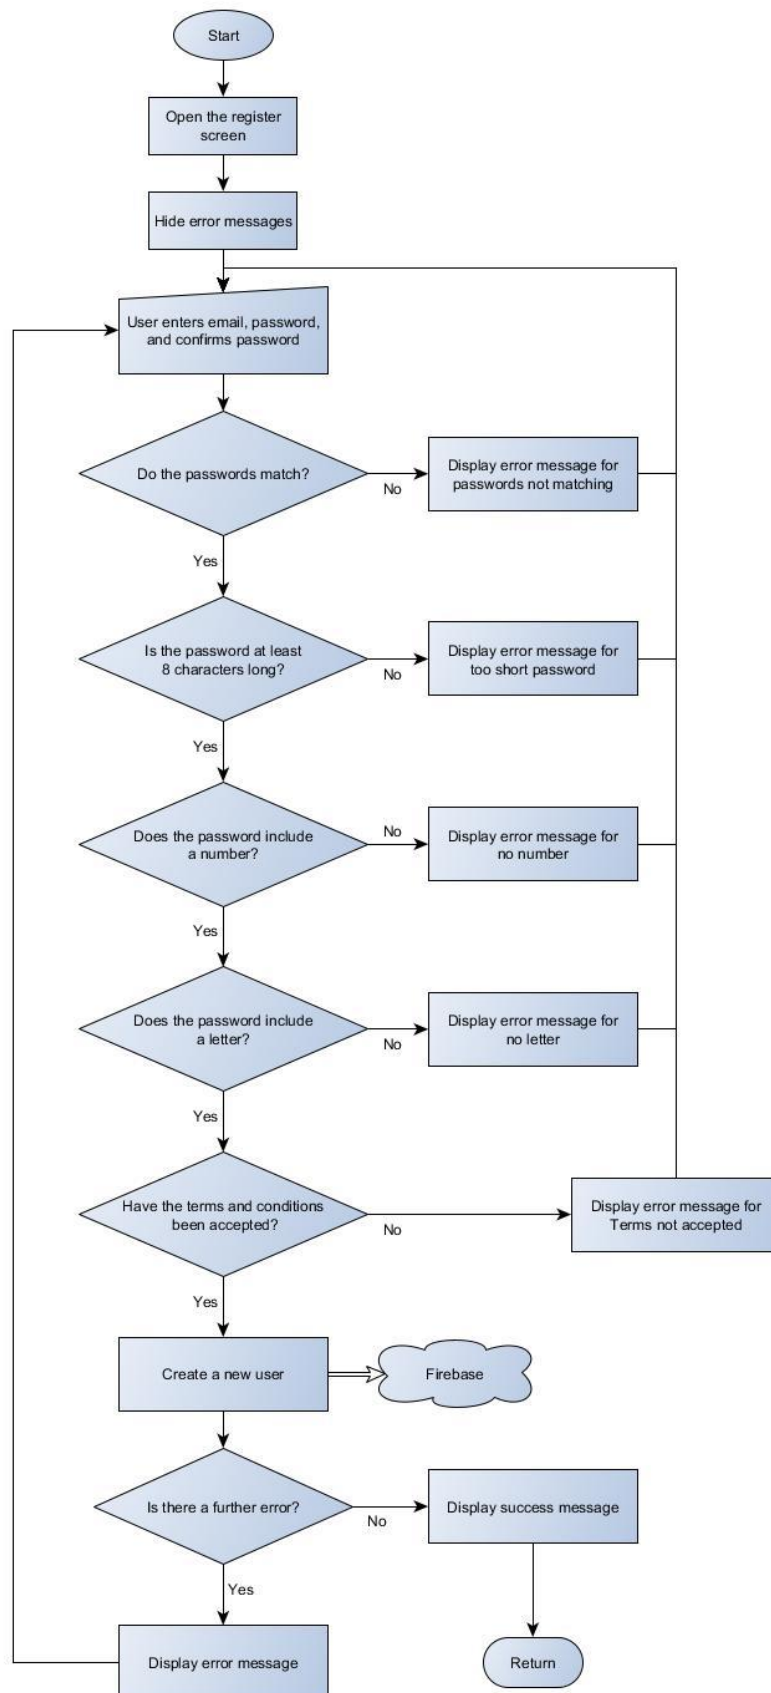 Start
Open the register
screen
Hide error messages
User enters email, password,
and confirms password
Do the passwords match?
No
Display error message for
passwords not matching
Yes
Is the password at least
8 characters long?
No
Display error message for
too short password
Yes
Does the password include
a number?
No
Display error message for
no number
Yes
Does the password include
a letter?
No
Display error message for
no letter
Yes
Have the terms and conditions
been accepted?
No
Display error message for
Terms not accepted
Yes
Create a new user
Firebase
Is there a further error?
No
Display success message
Yes
Display error message
Return